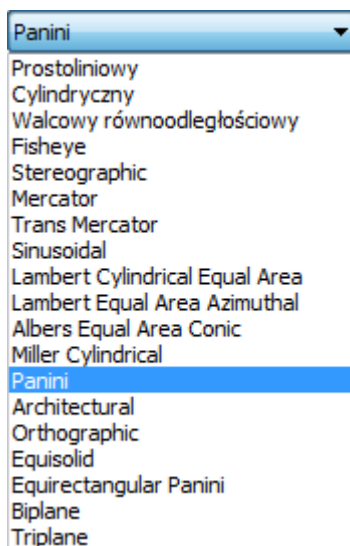 Panini
Prostoliniowy
Cylindryczny
Walcowy równoodległościowy
Fisheye
Stereographic
Mercator
Trans Mercator
Sinusoidal
Lambert Cylindrical Equal Area
Lambert Equal Area Azimuthal
Albers Equal Area Conic
Miller Cylindrical
Panini
Architectural
Orthographic
Equisolid
Equirectangular Panini
Biplane
Triplane